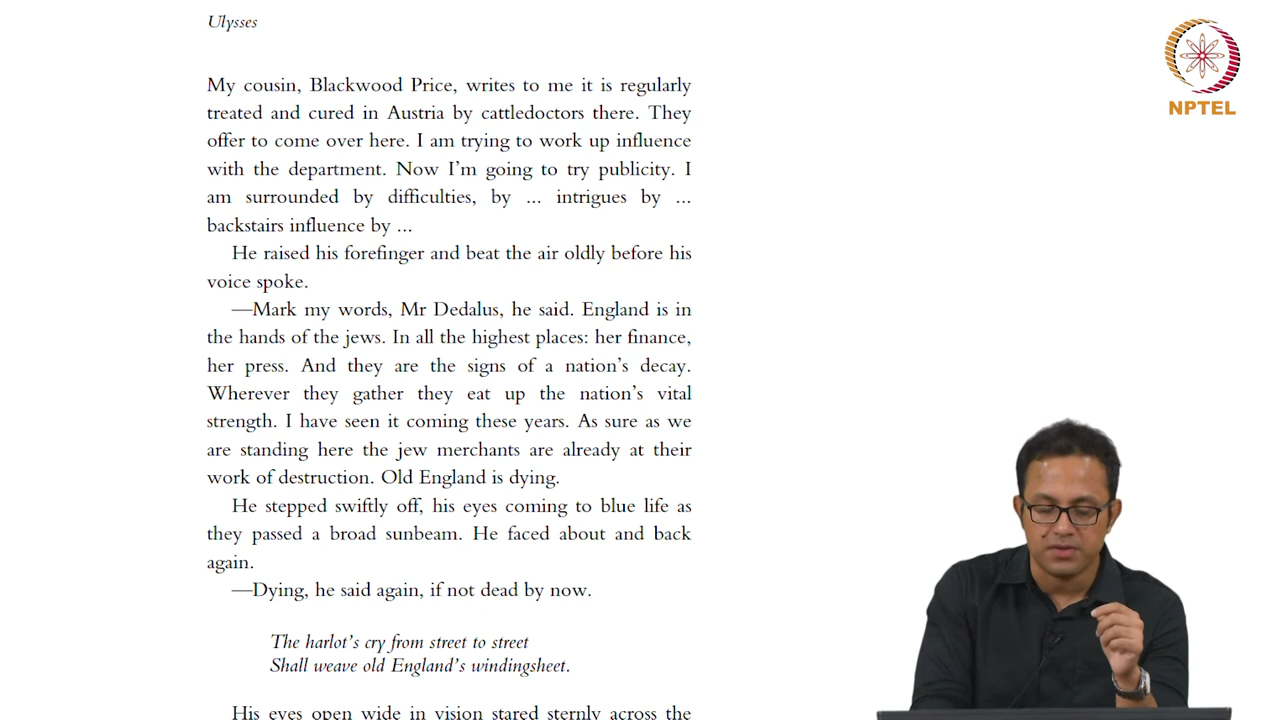 Ulysses
My cousin, Blackwood Price, writes to me it is regularly
treated and cured in Austria by cattledoctors there. They
offer to come over here. I am trying to work up influence
with the department. Now I’m going to try publicity. I
am surrounded by difficulties, by ... intrigues by ...
backstairs influence by ...
He raised his forefinger and beat the air oldly before his
voice spoke.
—Mark my words, Mr Dedalus, he said. England is in
the hands of the jews. In all the highest places: her finance,
her press. And they are the signs of a nation’s decay.
Wherever they gather they eat up the nation’s vital
strength. I have seen it coming these years. As sure as we
are standing here the jew merchants are already at their
work of destruction. Old England is dying.
He stepped swiftly off, his eyes coming to blue life as
they passed a broad sunbeam. He faced about and back
again.
—Dying, he said again, if not dead by now.
The harlot’s cry from street to street
Shall weave old England’s windingsheet.
His eyes open wide in vision stared sternly across the
NPTEL